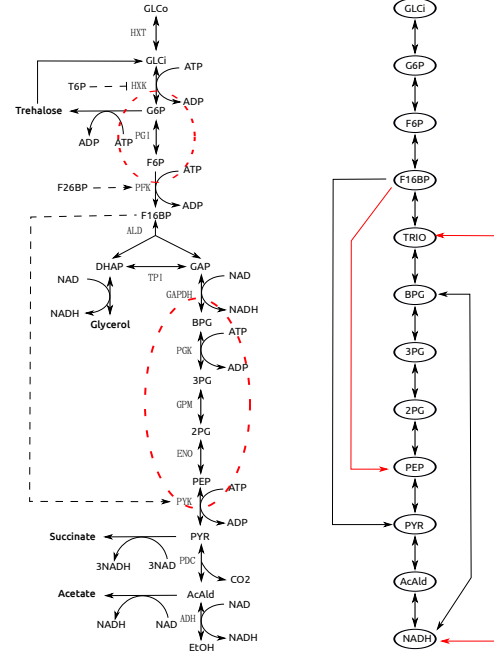 GLCo
HXT
GLCi
ATP
T6P
HXK
ADP
Trehalose
G6P
ADP
ATP
PGI
F6P
ATP
F26BP
PFK
ADP
F16BP
ALD
DHAP
TPI
GAP
NAD
NAD
GAPDH
NADH
NADH
Glycerol
BPG
ATP
PGK
ADP
3PG
GPM
2PG
ENO
PEP
ATP
PYK
ADP
Succinate
PYR
3NADH
3NAD
PDC
CO2
Acetate
AcAld
NAD
NADH
NAD
ADH
NADH
EtOH
GLCi
G6P
F6P
F16BP
TRIO
BPG
3PG
2PG
PEP
PYR
AcAld
NADH